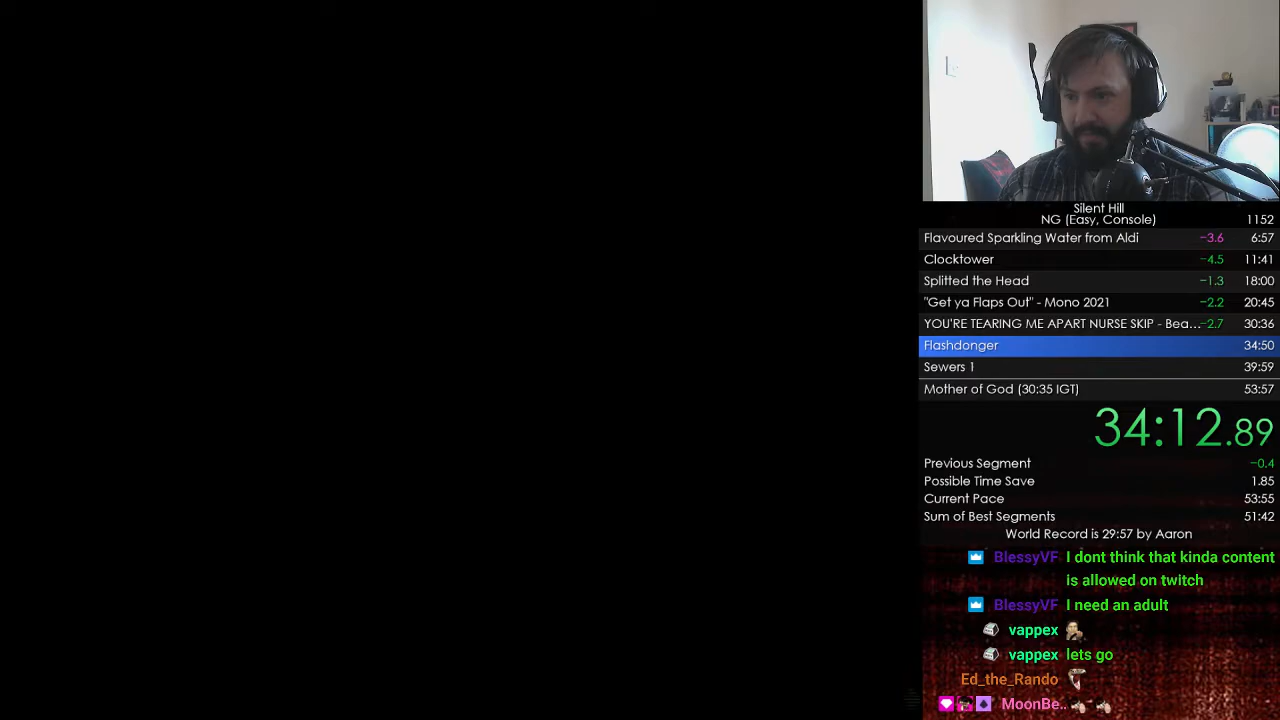 Silent Hill
NG (Easy, Console) 1152
Flavoured Sparkling Water from Aldi -3.6 6:57
Clocktower -4.5 11:41
Splitted the Head -1.3 18:00
"Get ya Flaps Out" - Mono 2021 -2.2 20:45
YOU'RE TEARING ME APART NURSE SKIP - Bea... -2.7 30:36
Flashdonger 34:50
Sewers 1 39:59
Mother of God (30:35 IGT) 53:57
34:12.89
Previous Segment -0.4
Possible Time Save 1.85
Current Pace 53:55
Sum of Best Segments 51:42
World Record is 29:57 by Aaron
BlessyVF I dont think that kinda content
is allowed on twitch
BlessyVF I need an adult
vappex
vappex lets go
Ed_the_Rando
MoonBe..